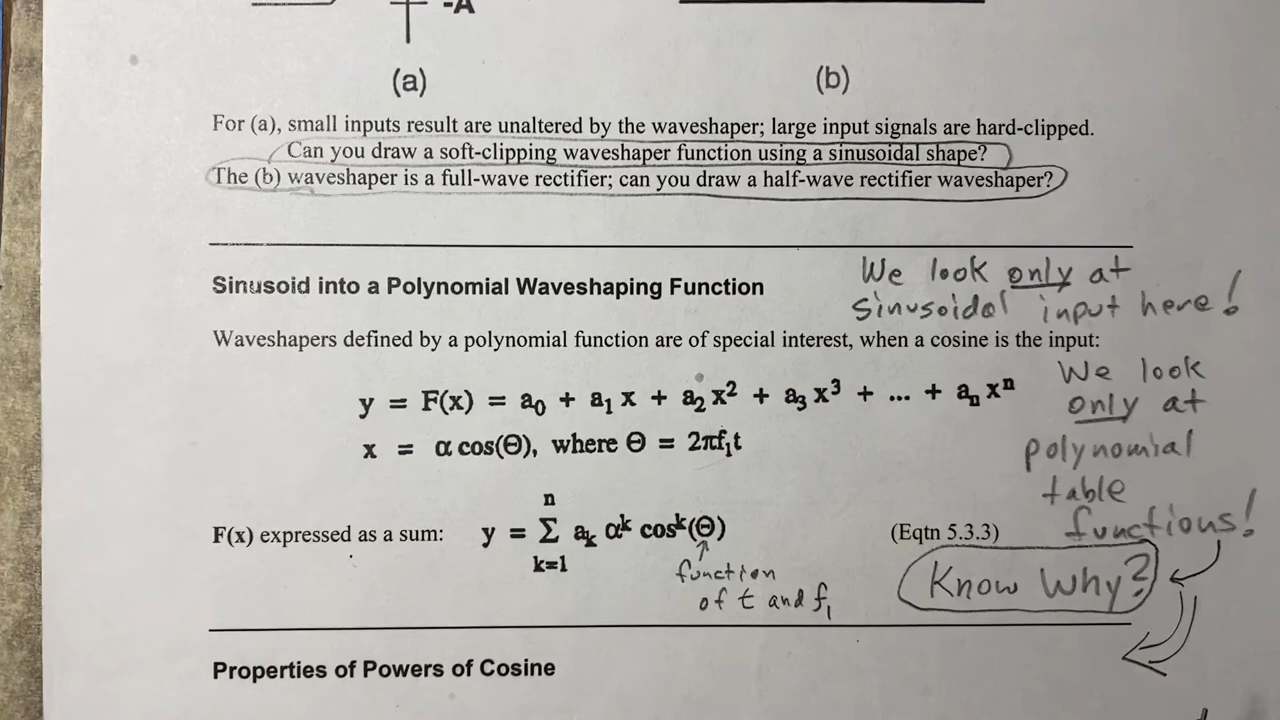 -A
(a)
(b)
For (a), small inputs result are unaltered by the waveshaper; large input signals are hard-clipped.
Can you draw a soft-clipping waveshaper function using a sinusoidal shape?
The (b) waveshaper is a full-wave rectifier; can you draw a half-wave rectifier waveshaper?
Sinusoid into a Polynomial Waveshaping Function
We look only at
sinusoidal input here!
Waveshapers defined by a polynomial function are of special interest, when a cosine is the input:
y = F(x) = a₀ + a₁ x + a₂ x² + a₃ x³ + ... + aₙ xⁿ
x = α cos(Θ), where Θ = 2πf₁t
We look
only at
polynomial
table
functions!
F(x) expressed as a sum: y = Σ aₖ αᵏ cosᵏ(Θ) (Eqtn 5.3.3)
n
k=1
function
of t and f₁
Know Why?
Properties of Powers of Cosine